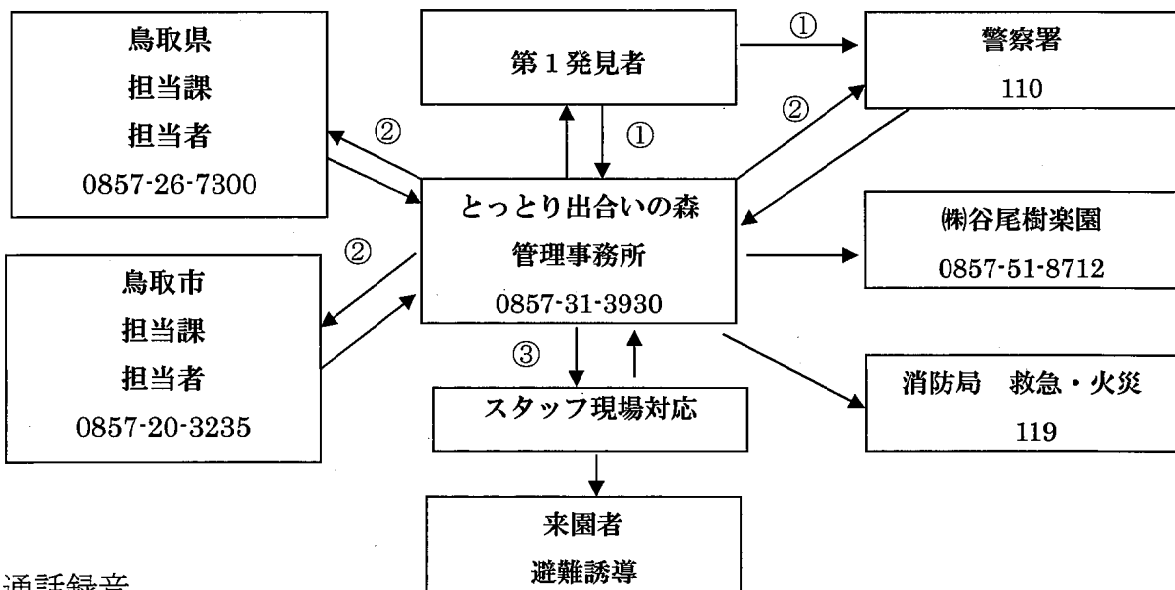 鳥取県
担当課
担当者
0857-26-7300
第１発見者
①
警察署
110
②
①
②
とっとり出合いの森
管理事務所
0857-31-3930
㈱谷尾樹楽園
0857-51-8712
鳥取市
担当課
担当者
0857-20-3235
②
③
スタッフ現場対応
消防局　救急・火災
119
来園者
避難誘導
通話録音